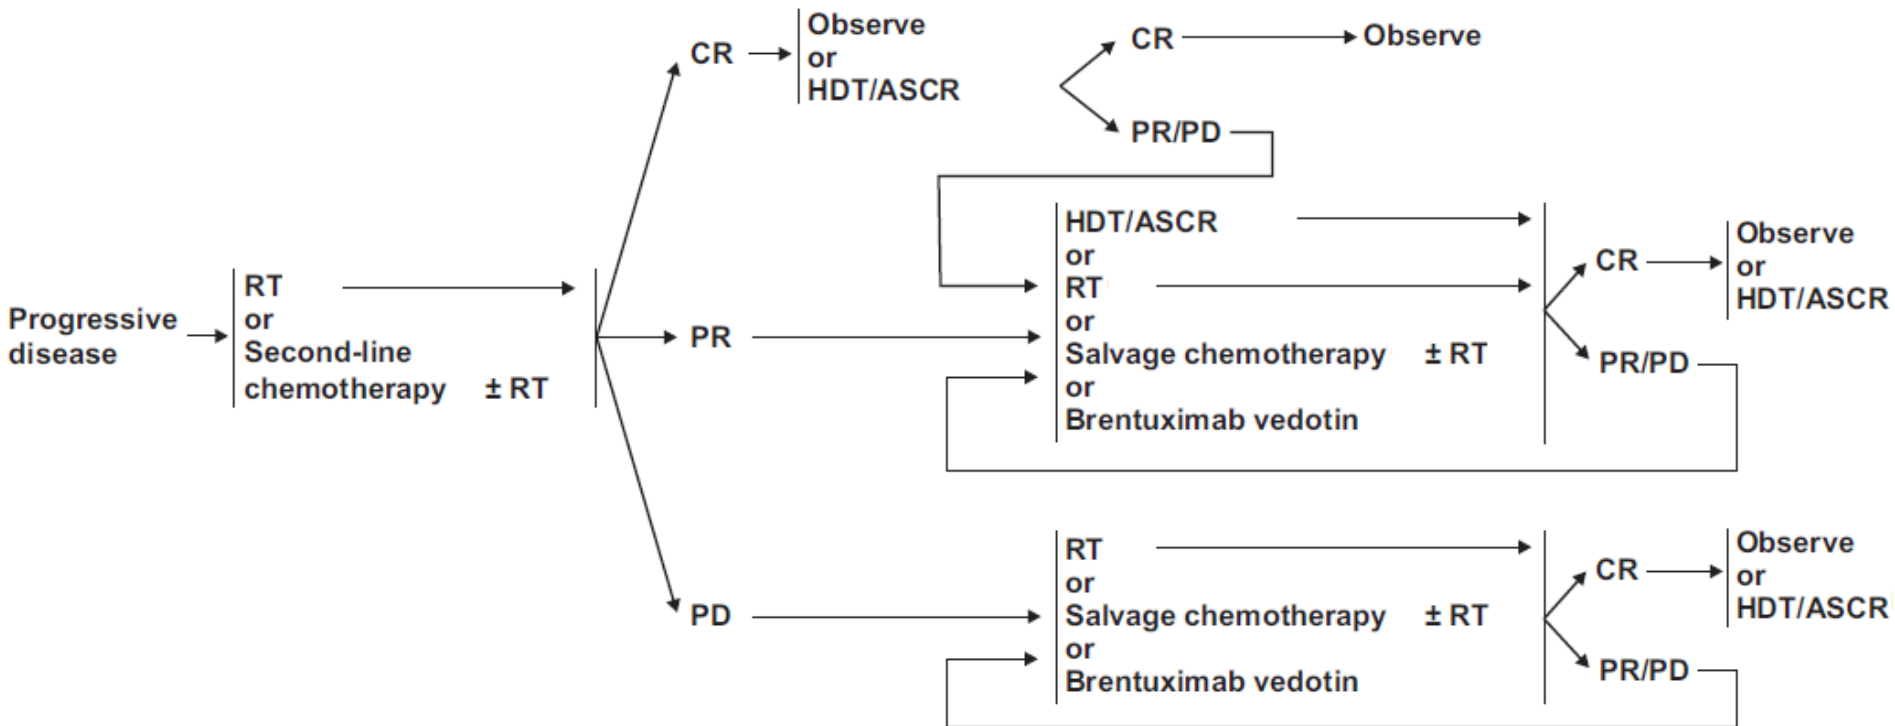 Progressive
disease
RT
or
Second-line
chemotherapy ± RT
CR
Observe
or
HDT/ASCR
CR
Observe
PR/PD
PR
HDT/ASCR
or
RT
or
Salvage chemotherapy ± RT
or
Brentuximab vedotin
CR
Observe
or
HDT/ASCR
PR/PD
PD
RT
or
Salvage chemotherapy ± RT
or
Brentuximab vedotin
CR
Observe
or
HDT/ASCR
PR/PD